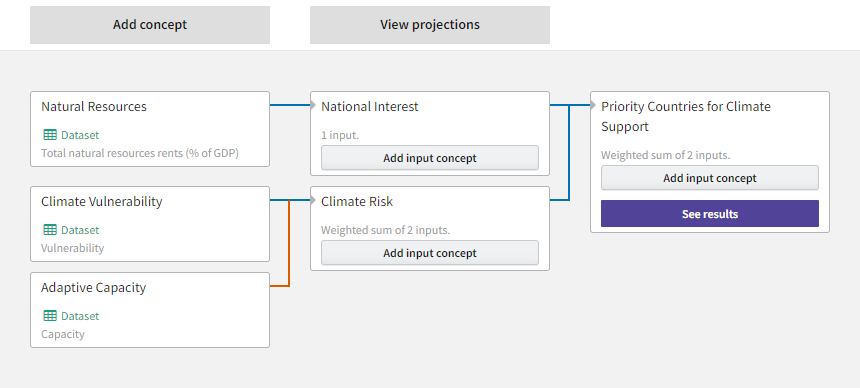 Add concept
View projections
Natural Resources
Dataset
Total natural resources rents (% of GDP)
National Interest
1 input.
Add input concept
Priority Countries for Climate
Support
Weighted sum of 2 inputs.
Add input concept
See results
Climate Vulnerability
Dataset
Vulnerability
Climate Risk
Weighted sum of 2 inputs.
Add input concept
Adaptive Capacity
Dataset
Capacity